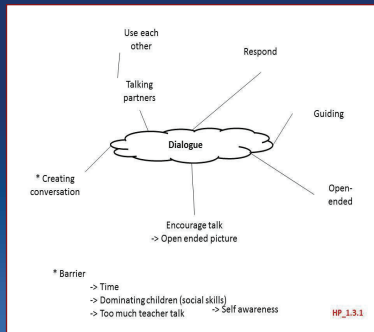 Use each
other
Respond
Talking
partners
Guiding
Dialogue
* Creating
conversation
Open-
ended
Encourage talk
-> Open ended picture
* Barrier
-> Time
-> Dominating children (social skills)
-> Too much teacher talk -> Self awareness
HP_1.3.1